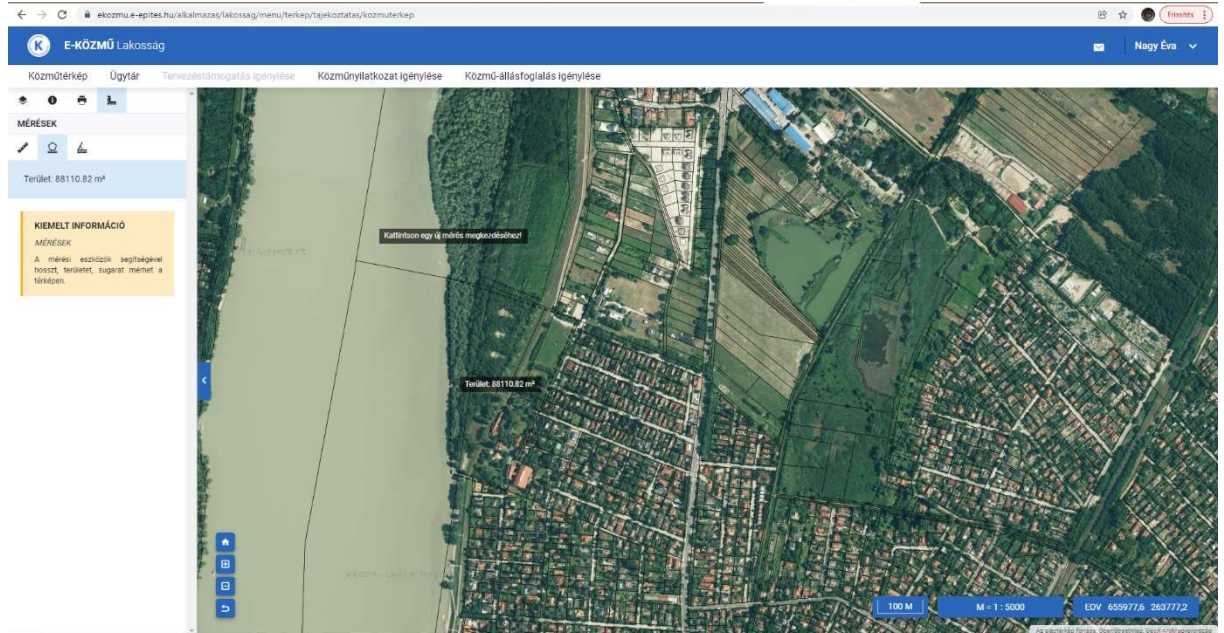 ekozmu.e-epites.hu/alkalmazas/lakossag/menu/terkep/tajekoztatas/kozmuterkep
Frissítés
K
E-KÖZMŰ Lakosság
Nagy Éva
Közműtérkép Ügytár Tervezéstámogatás igénylése Közműnyilatkozat igénylése Közmű-állásfoglalás igénylése
MÉRÉSEK
Terület: 88110.82 m²
KIEMELT INFORMÁCIÓ
MÉRÉSEK
A mérési eszközök segítségével
hosszt, területet, sugarat mérhet a
térképen.
Kattintson egy új mérés megkezdéséhez!
Terület: 88110.82 m²
100 M
M = 1 : 5000
EOV 655977,6 263777,2